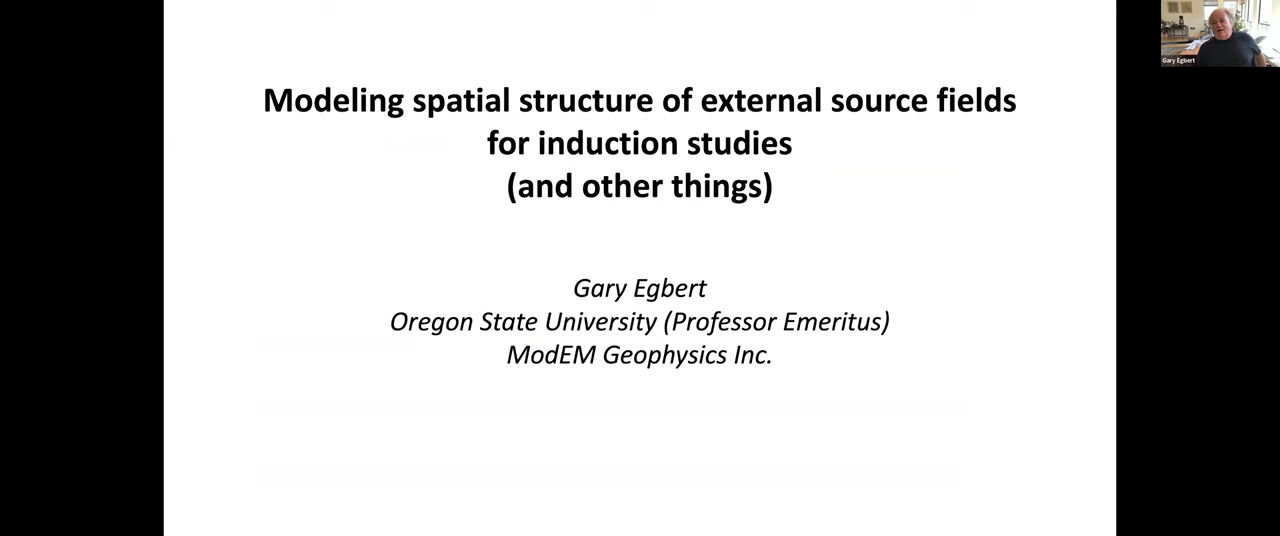 Modeling spatial structure of external source fields
for induction studies
(and other things)
Gary Egbert
Oregon State University (Professor Emeritus)
ModEM Geophysics Inc.
Gary Egbert